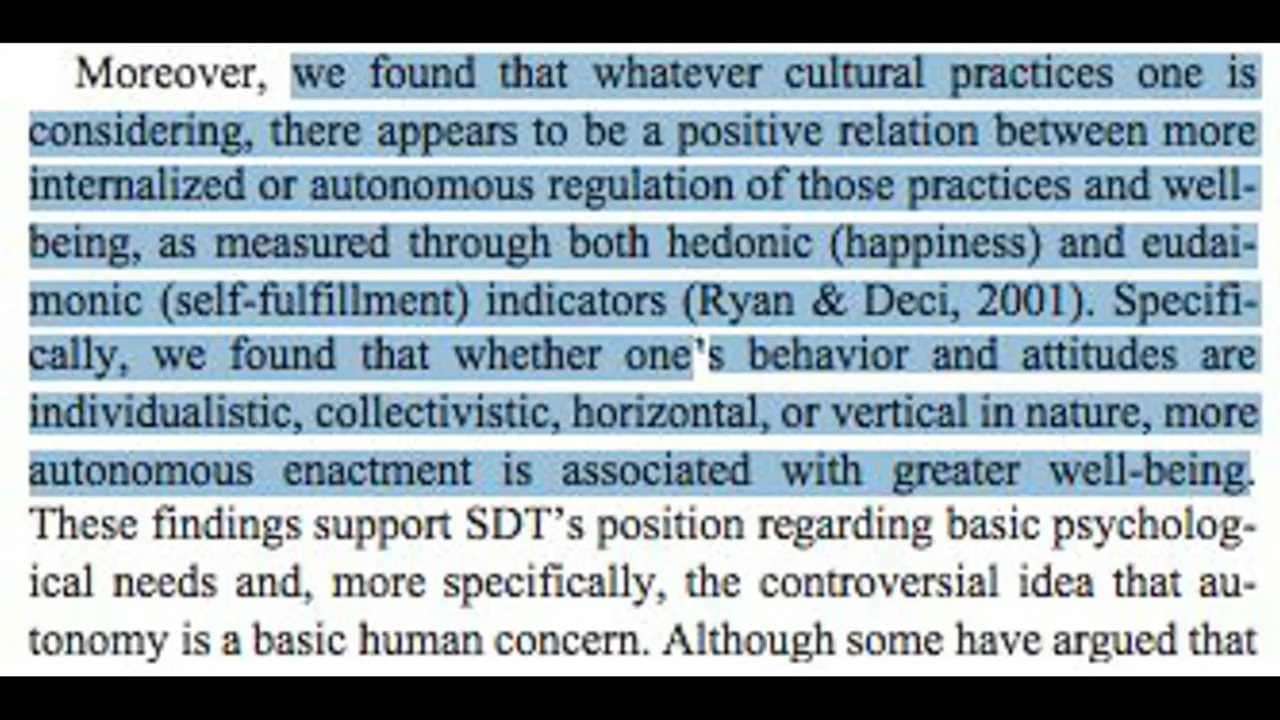 Moreover, we found that whatever cultural practices one is
considering, there appears to be a positive relation between more
internalized or autonomous regulation of those practices and well-
being, as measured through both hedonic (happiness) and eudai-
monic (self-fulfillment) indicators (Ryan & Deci, 2001). Specifi-
cally, we found that whether one's behavior and attitudes are
individualistic, collectivistic, horizontal, or vertical in nature, more
autonomous enactment is associated with greater well-being.
These findings support SDT's position regarding basic psycholog-
ical needs and, more specifically, the controversial idea that au-
tonomy is a basic human concern. Although some have argued that